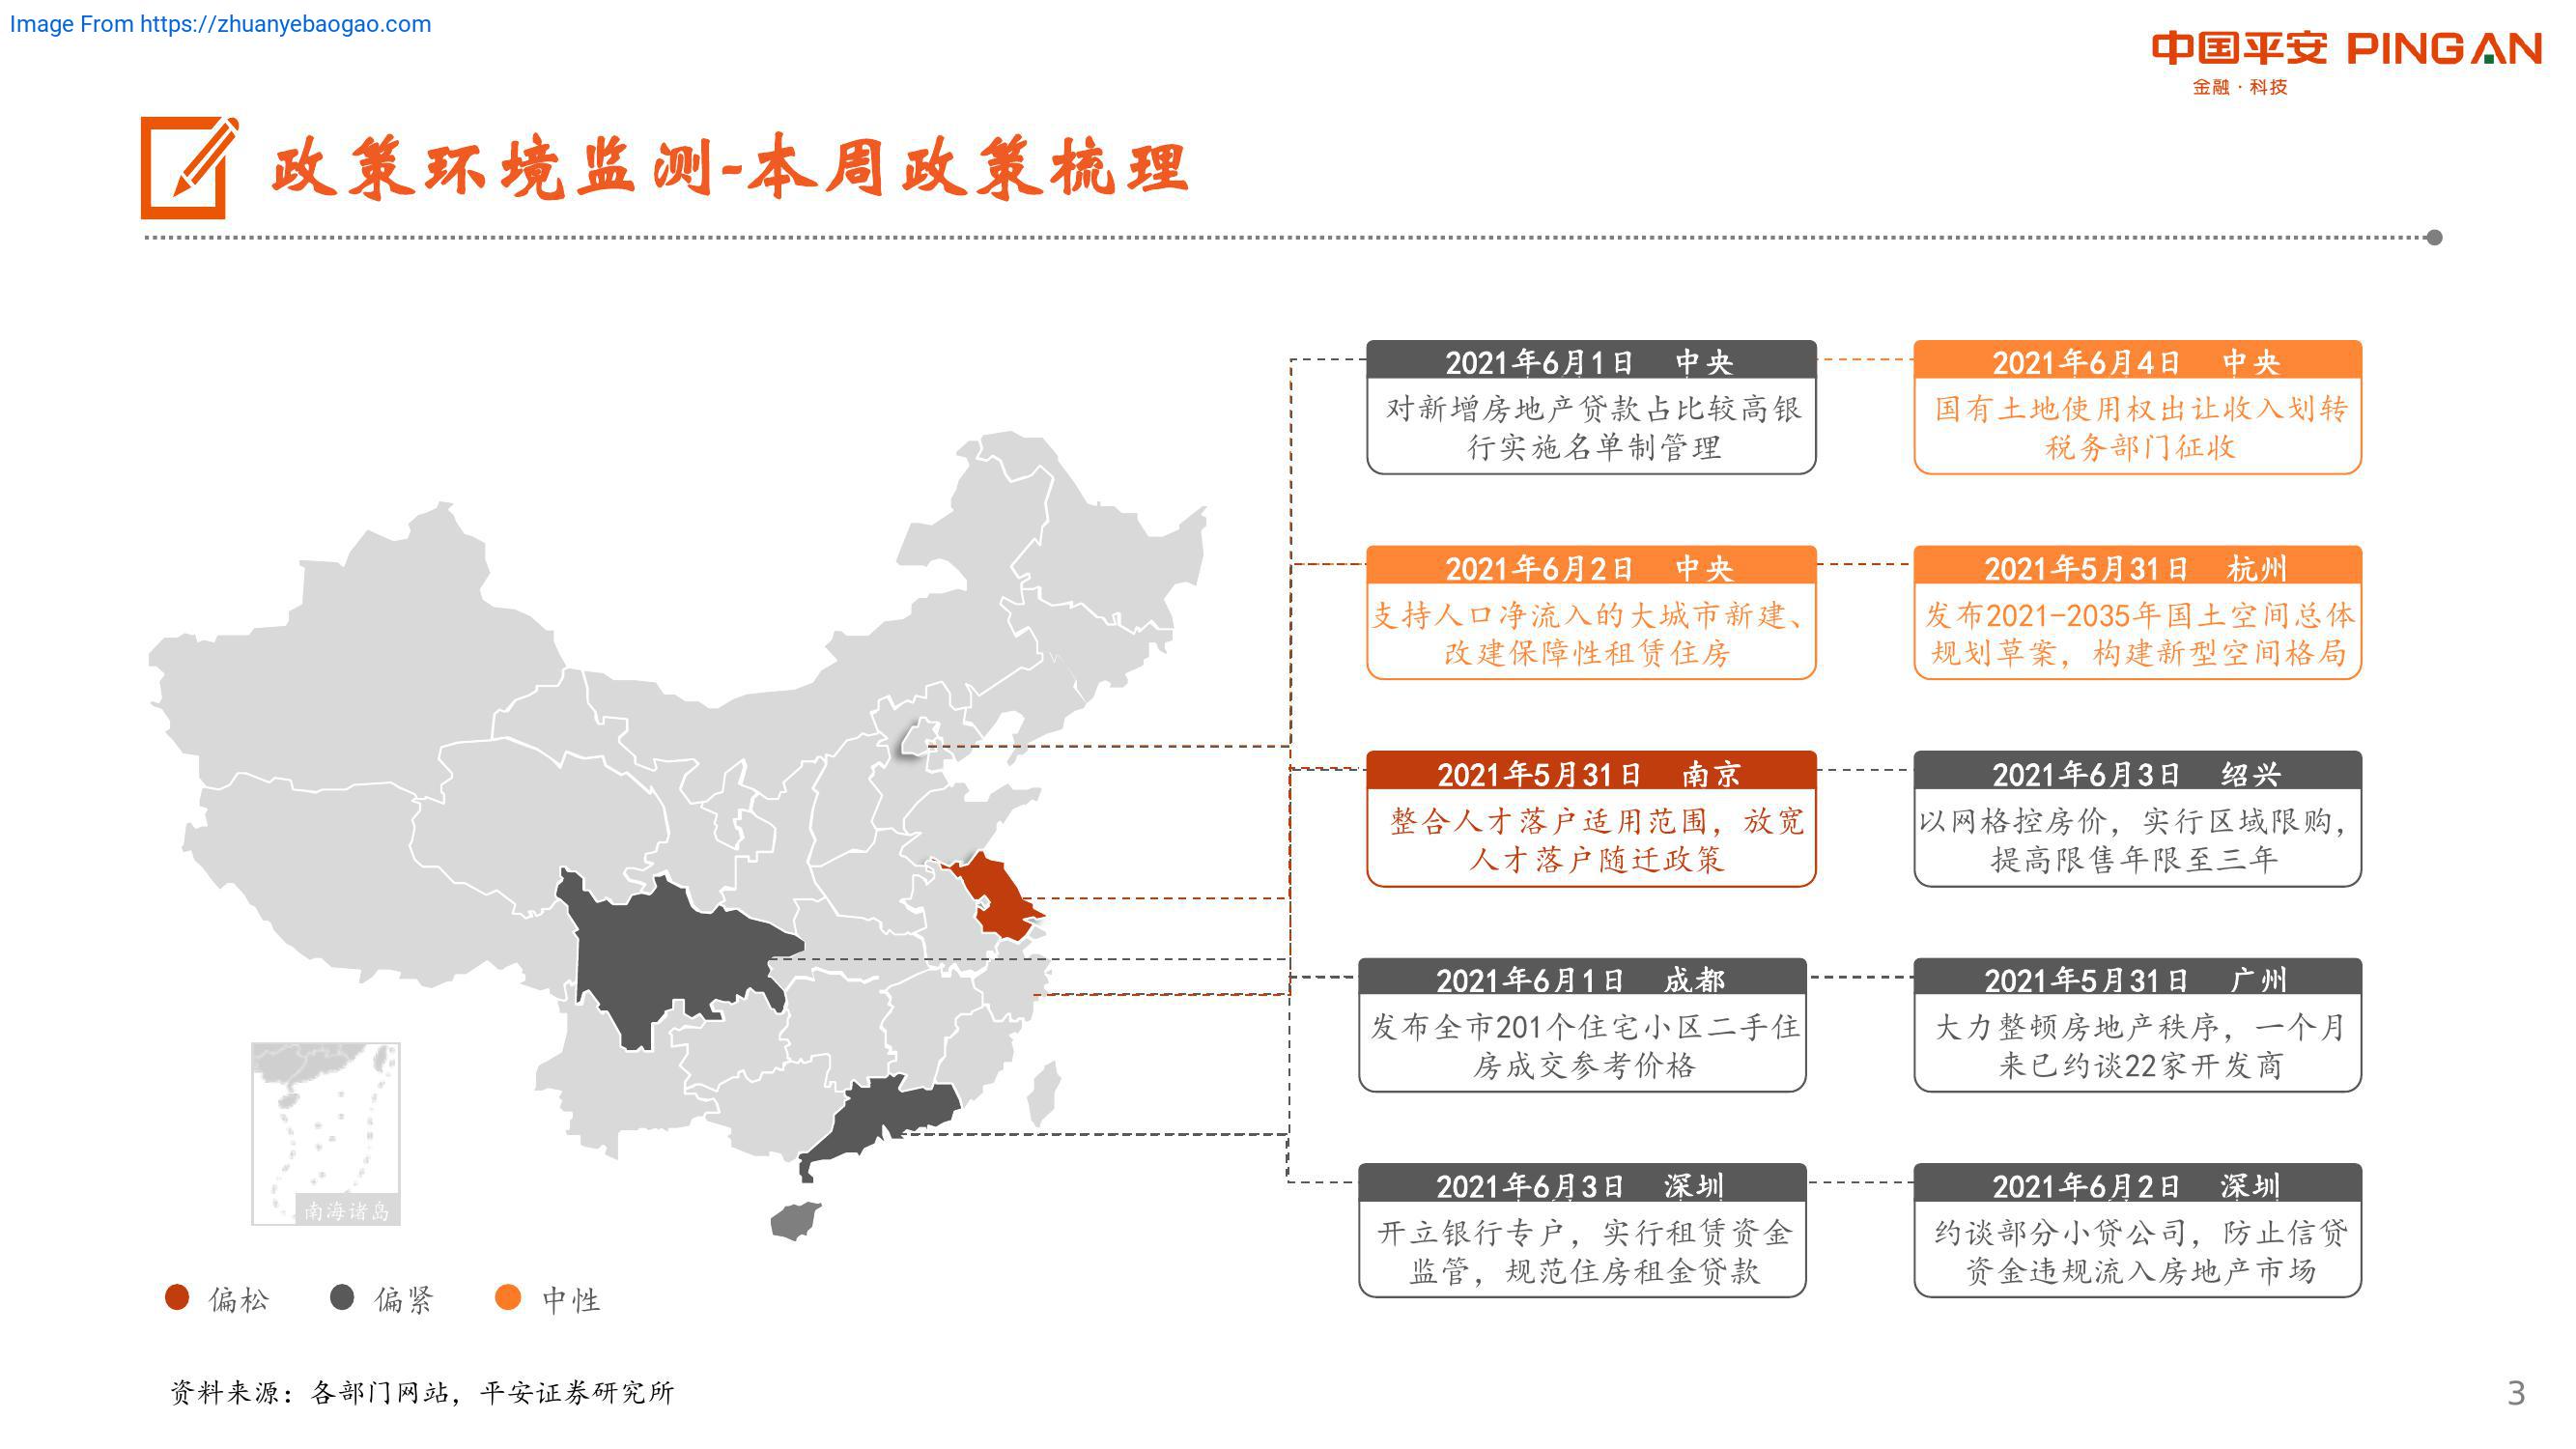 Image From https://zhuanyebaogao.com
中国平安 PING AN
金融·科技
政策环境监测-本周政策梳理
2021年6月1日 中央
对新增房地产贷款占比较高银
行实施名单制管理
2021年6月4日 中央
国有土地使用权出让收入划转
税务部门征收
2021年6月2日 中央
支持人口净流入的大城市新建、
改建保障性租赁住房
2021年5月31日 杭州
发布2021-2035年国土空间总体
规划草案，构建新型空间格局
2021年5月31日 南京
整合人才落户适用范围，放宽
人才落户随迁政策
2021年6月3日 绍兴
以网格控房价，实行区域限购，
提高限售年限至三年
2021年6月1日 成都
发布全市201个住宅小区二手住
房成交参考价格
2021年5月31日 广州
大力整顿房地产秩序，一个月
来已约谈22家开发商
2021年6月3日 深圳
开立银行专户，实行租赁资金
监管，规范住房租金贷款
2021年6月2日 深圳
约谈部分小贷公司，防止信贷
资金违规流入房地产市场
南海诸岛
偏松 偏紧 中性
资料来源：各部门网站，平安证券研究所
3